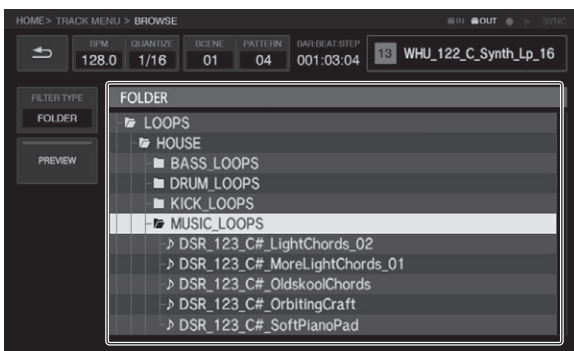 HOME> TRACK MENU > BROWSE IN OUT SYNC
BPM QUANTIZE SCENE PATTERN BAR:BEAT:STEP
128.0 1/16 01 04 001:03:04 13 WHU_122_C_Synth_Lp_16
FILTER TYPE
FOLDER
PREVIEW
FOLDER
LOOPS
HOUSE
BASS_LOOPS
DRUM_LOOPS
KICK_LOOPS
MUSIC_LOOPS
DSR_123_C#_LightChords_02
DSR_123_C#_MoreLightChords_01
DSR_123_C#_OldskoolChords
DSR_123_C#_OrbitingCraft
DSR_123_C#_SoftPianoPad